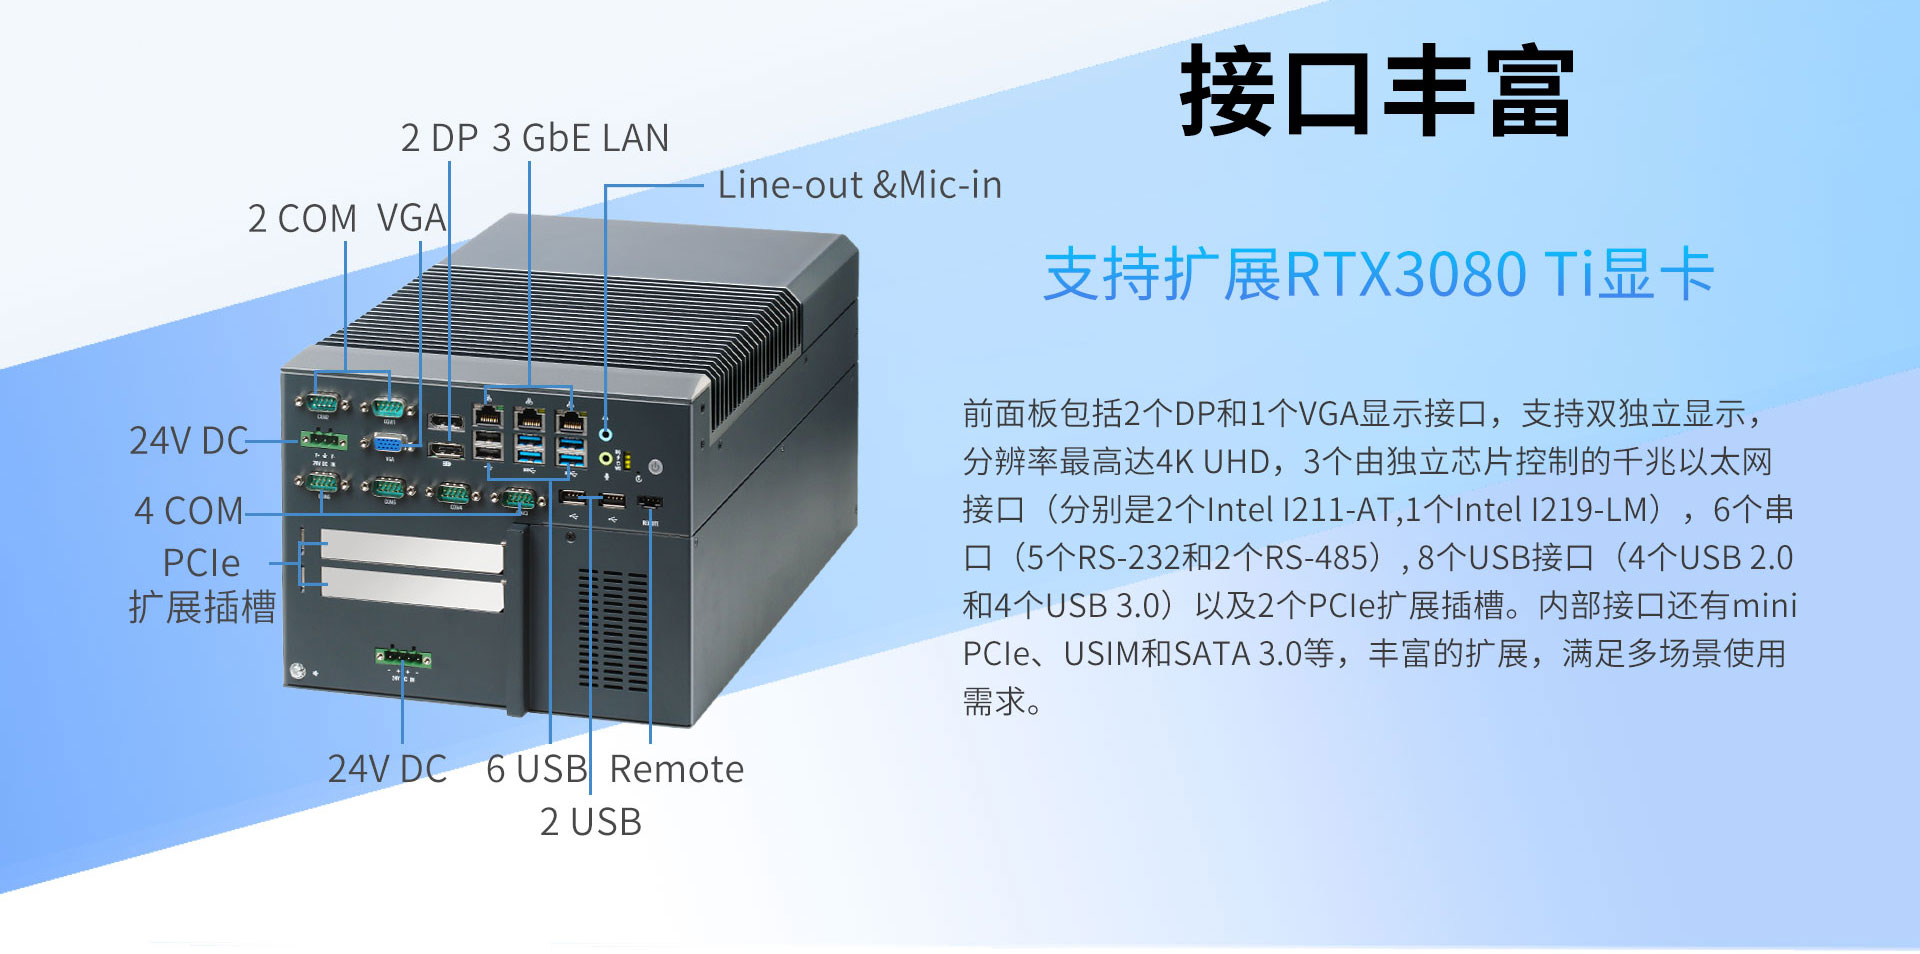 接口丰富
支持扩展RTX3080 Ti显卡
前面板包括2个DP和1个VGA显示接口，支持双独立显示，
分辨率最高达4K UHD，3个由独立芯片控制的千兆以太网
接口（分别是2个Intel I211-AT,1个Intel I219-LM），6个串
口（5个RS-232和2个RS-485）, 8个USB接口（4个USB 2.0
和4个USB 3.0）以及2个PCIe扩展插槽。内部接口还有mini
PCIe、USIM和SATA 3.0等，丰富的扩展，满足多场景使用
需求。
2 DP 3 GbE LAN
Line-out &Mic-in
2 COM VGA
24V DC
4 COM
PCIe
扩展插槽
24V DC 6 USB Remote
2 USB